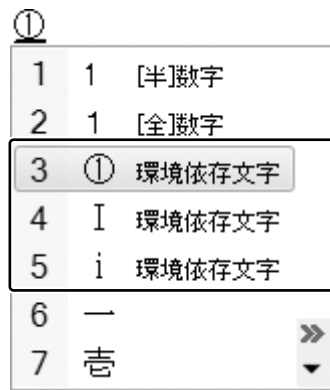 ①
1 1 [半]数字
2 1 [全]数字
3 ① 環境依存文字
4 Ⅰ 環境依存文字
5 ⅰ 環境依存文字
6 一
7 壱